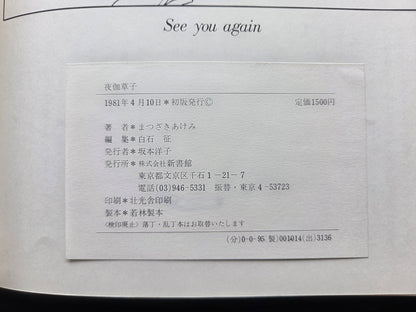 See you again
夜伽草子
1981年4月10日＊初版発行© 定価1500円
著者＊まつざきあけみ
編集＊白石 征
発行者＊坂本洋子
発行所＊株式会社新書館
東京都文京区千石1−21−7
電話(03)946-5331 振替・東京4-53723
印刷＊壮光舎印刷
製本＊若林製本
〈検印廃止〉落丁・乱丁本はお取替いたします
(分)0-0-95 製)001014(出)3136